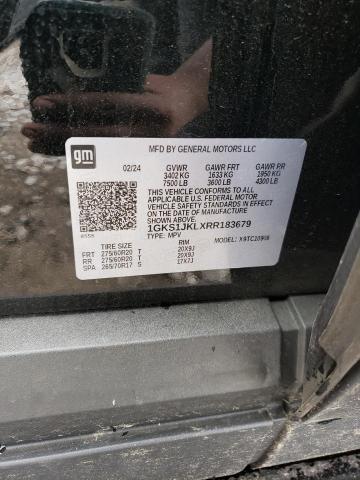 gm
MFD BY GENERAL MOTORS LLC
02/24 GVWR GAWR FRT GAWR RR
3402 KG 1633 KG 1950 KG
7500 LB 3600 LB 4300 LB
THIS VEHICLE CONFORMS TO ALL
APPLICABLE U.S. FEDERAL MOTOR
VEHICLE SAFETY STANDARDS IN EFFECT
ON THE DATE OF MANUFACTURE SHOWN ABOVE.
1GKS1JKLXRR183679
TYPE: MPV MODEL:
TIRE SIZE RIM
FRT 275/60R20 T 20X9J
RR 275/60R20 T 20X9J
SPA 265/70R17 S 17X7J